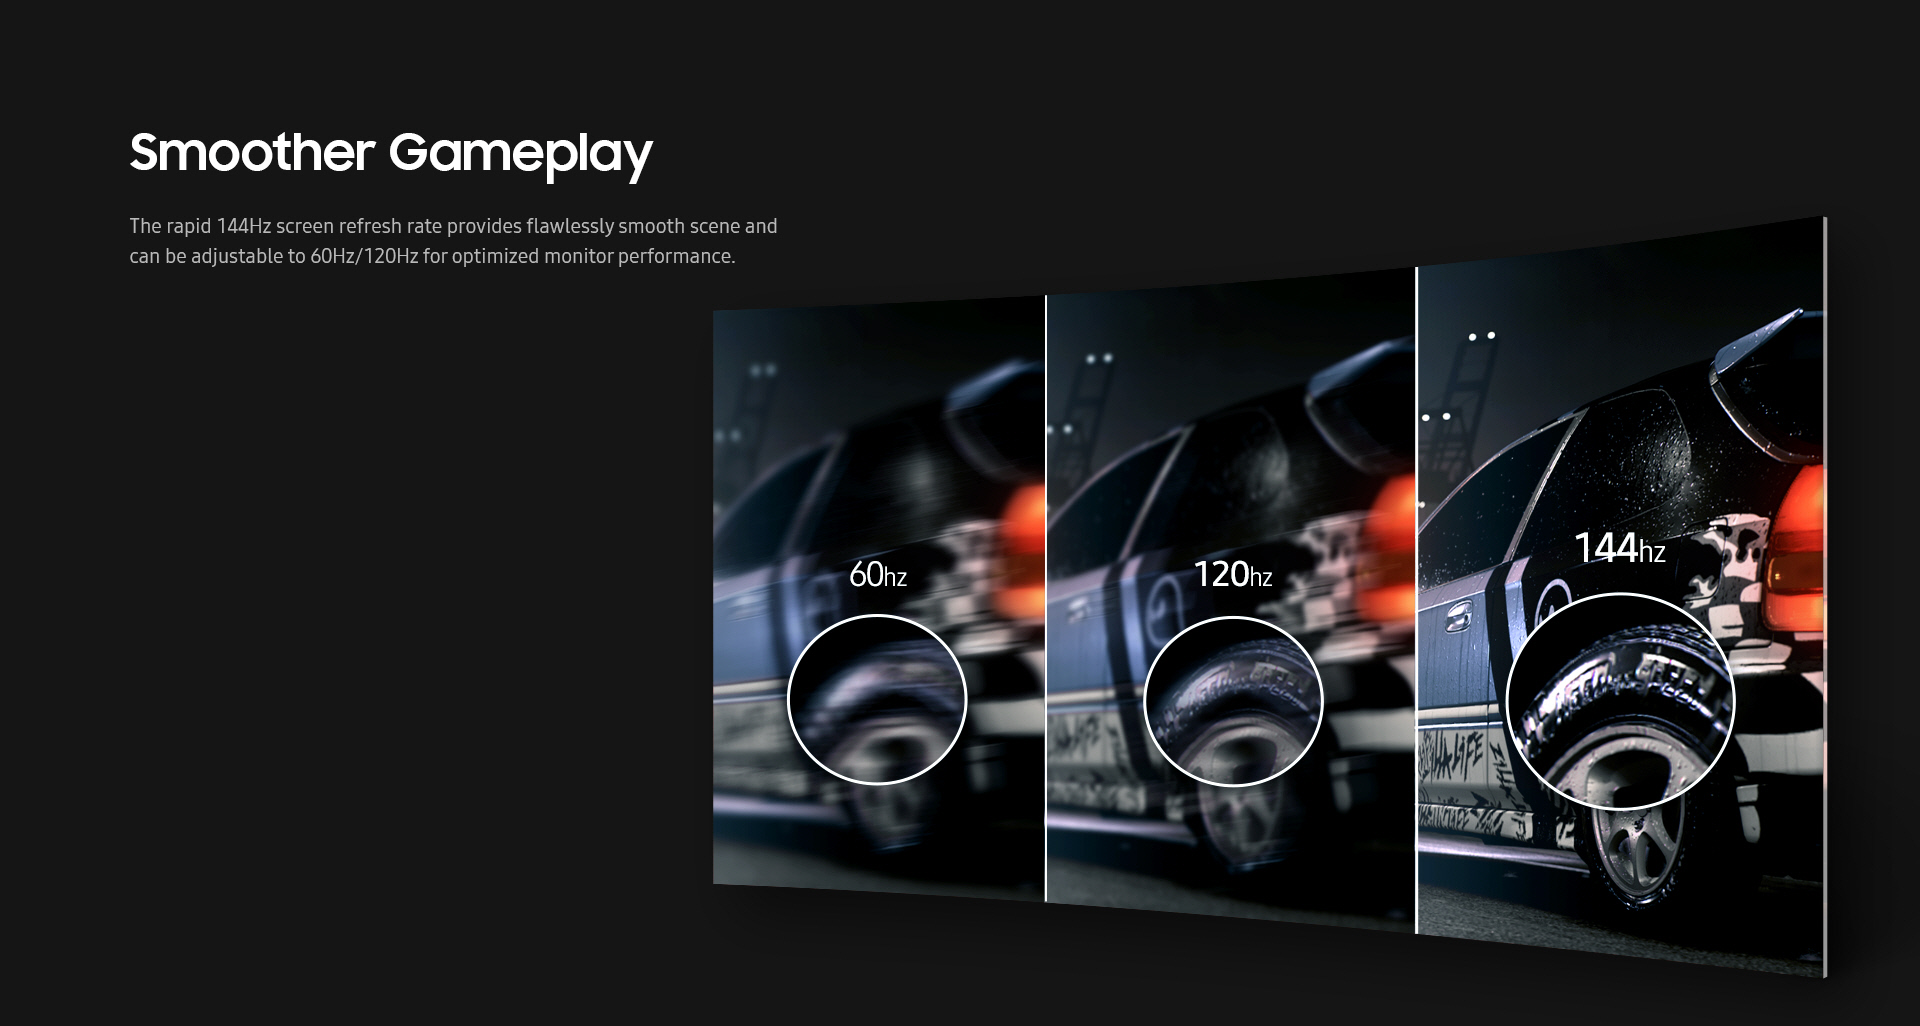 Smoother Gameplay
The rapid 144Hz screen refresh rate provides flawlessly smooth scene and
can be adjustable to 60Hz/120Hz for optimized monitor performance.
60hz
120hz
144hz
LIFE